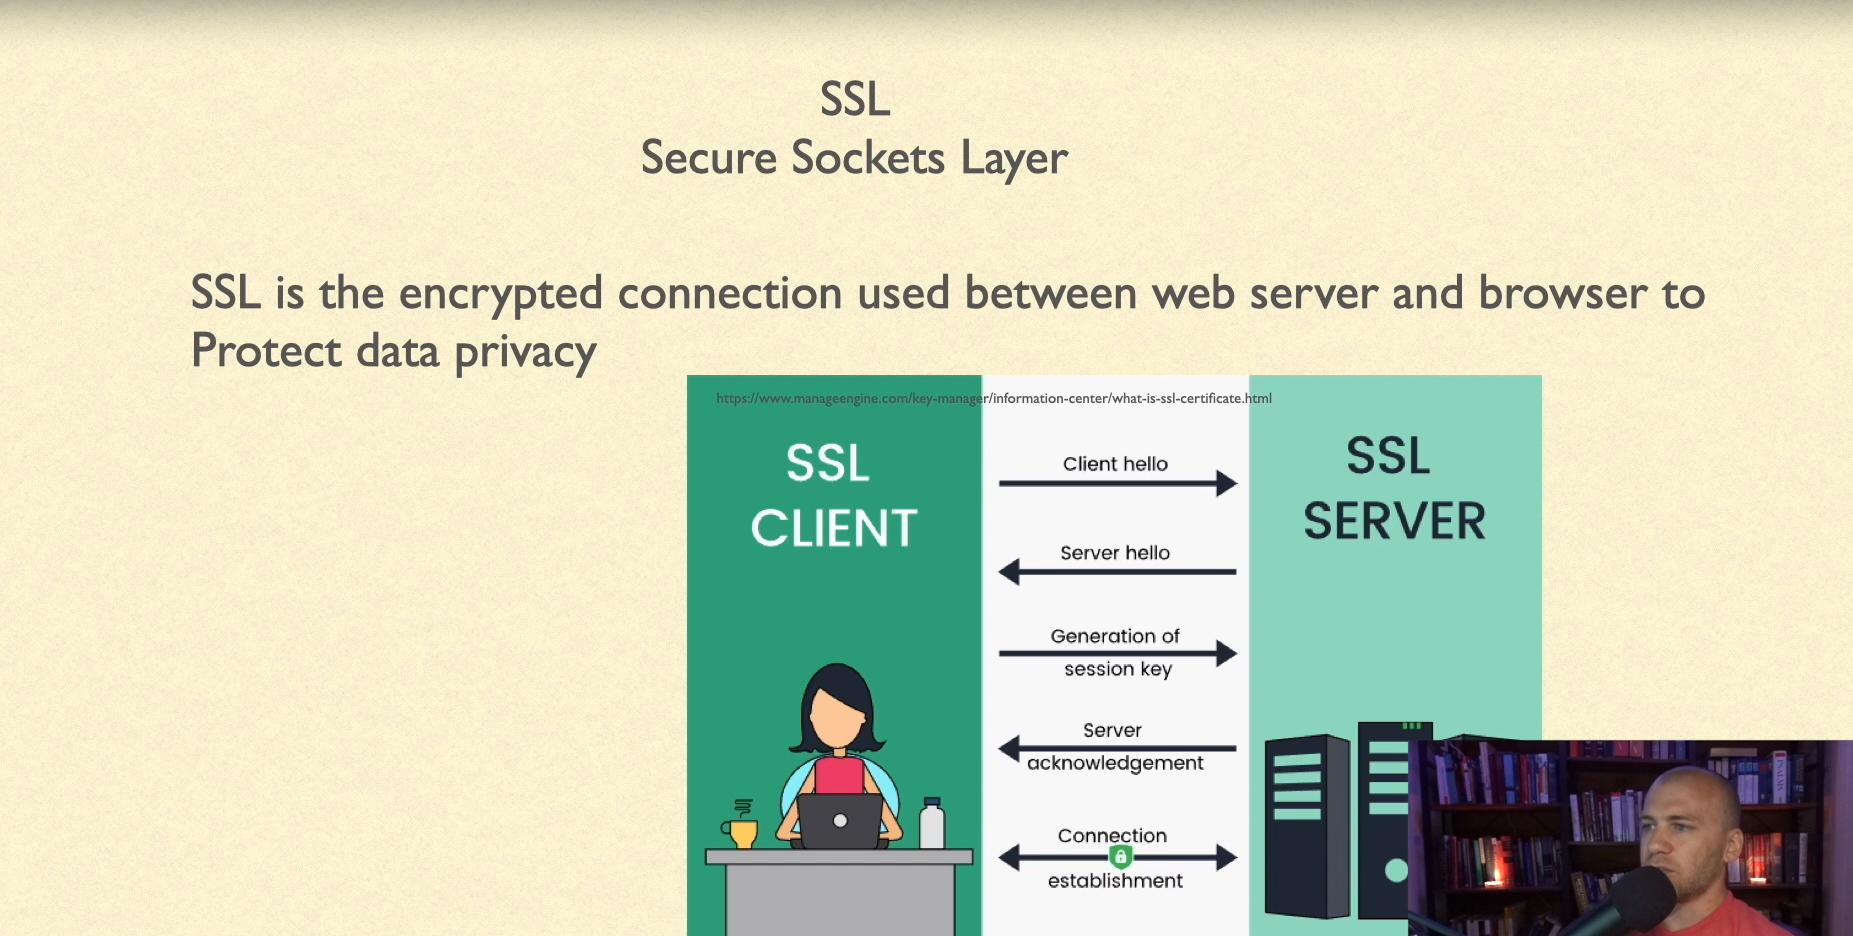 SSL
Secure Sockets Layer
SSL is the encrypted connection used between web server and browser to
Protect data privacy
https://www.manageengine.com/key-manager/information-center/what-is-ssl-certificate.html
SSL
CLIENT
Client hello
Server hello
Generation of
session key
Server
acknowledgement
Connection
establishment
SSL
SERVER